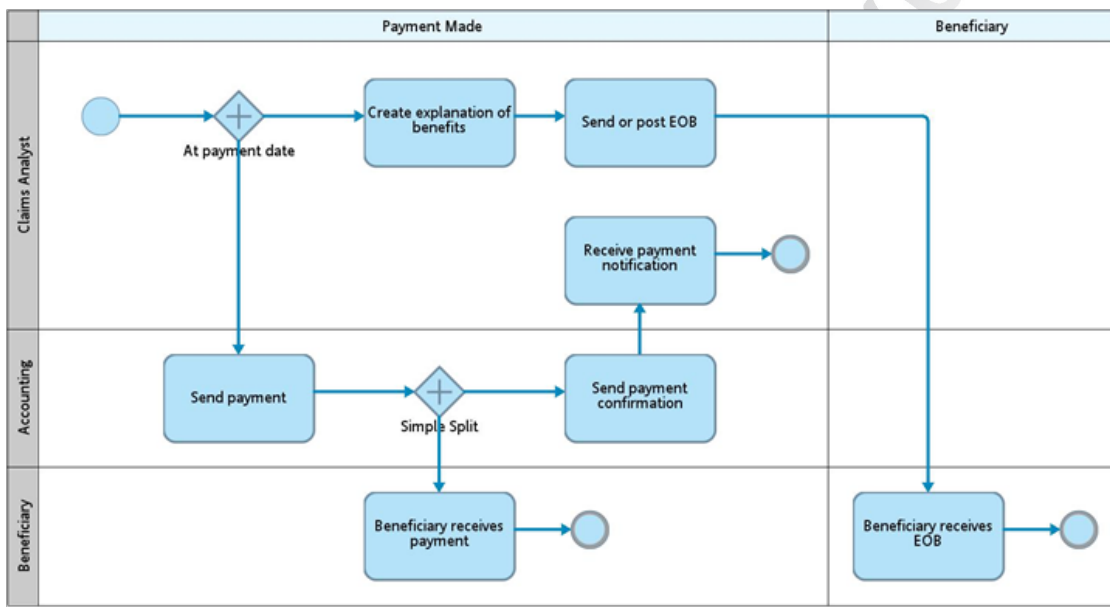 Payment Made
Beneficiary
Claims Analyst
At payment date
Create explanation of
benefits
Send or post EOB
Receive payment
notification
Accounting
Send payment
Simple Split
Send payment
confirmation
Beneficiary
Beneficiary receives
payment
Beneficiary receives
EOB